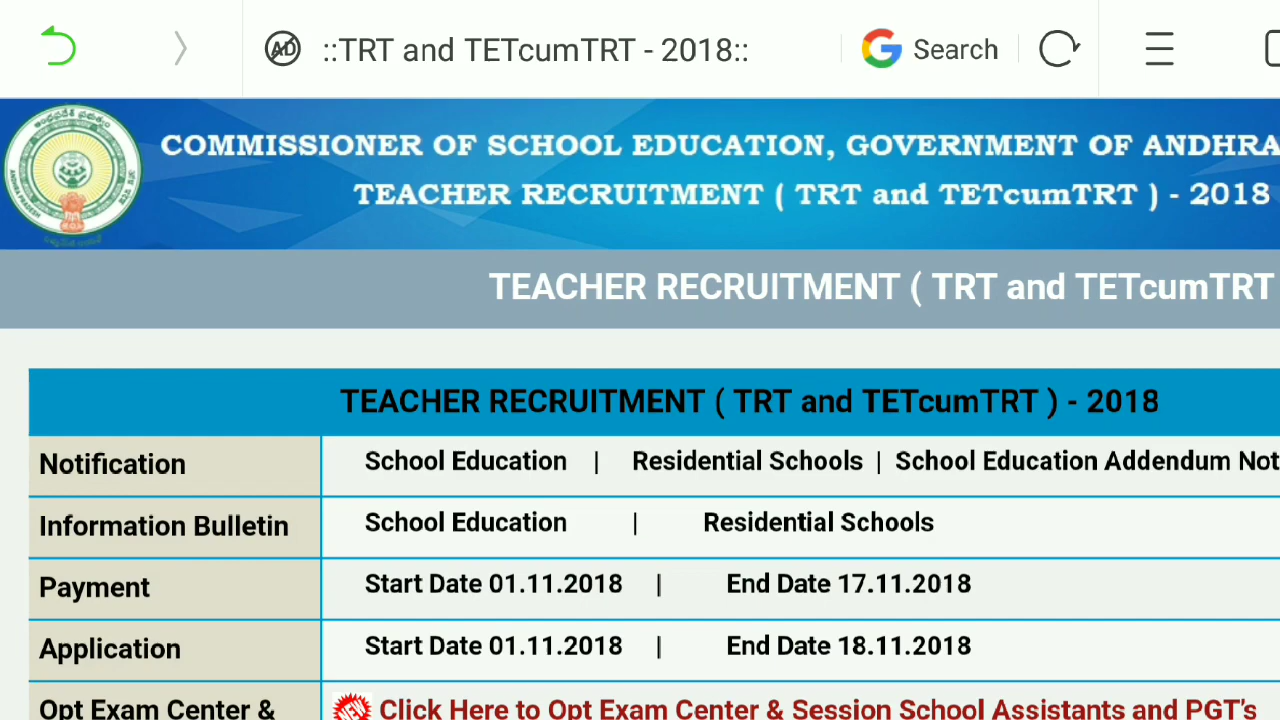 ::TRT and TETcumTRT - 2018::
Search
COMMISSIONER OF SCHOOL EDUCATION, GOVERNMENT OF ANDHRA
TEACHER RECRUITMENT ( TRT and TETcumTRT ) - 2018
TEACHER RECRUITMENT ( TRT and TETcumTRT
TEACHER RECRUITMENT ( TRT and TETcumTRT ) - 2018
Notification School Education | Residential Schools | School Education Addendum Not
Information Bulletin School Education | Residential Schools
Payment Start Date 01.11.2018 | End Date 17.11.2018
Application Start Date 01.11.2018 | End Date 18.11.2018
Opt Exam Center & Click Here to Opt Exam Center & Session School Assistants and PGT's